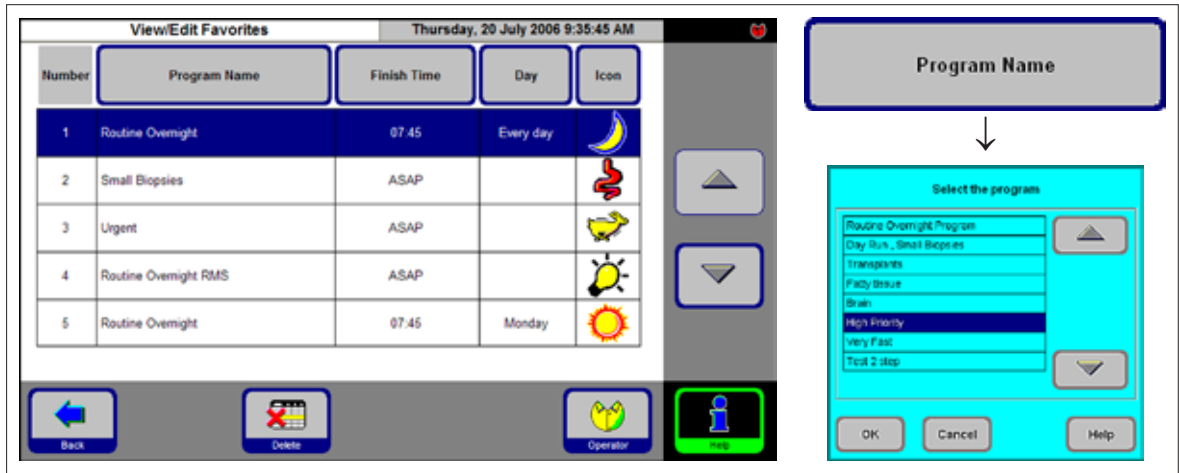 View/Edit Favorites Thursday, 20 July 2006 9:35:45 AM
Number Program Name Finish Time Day Icon
1 Routine Overnight 07:45 Every day
2 Small Biopsies ASAP
3 Urgent ASAP
4 Routine Overnight RMS ASAP
5 Routine Overnight 07:45 Monday
Back Delete Operator Help
Program Name
Select the program
Routine Overnight Program
Day Run , Small Biopsies
Transplants
Fatty tissue
Brain
High Priority
Very Fast
Test 2 step
OK Cancel Help